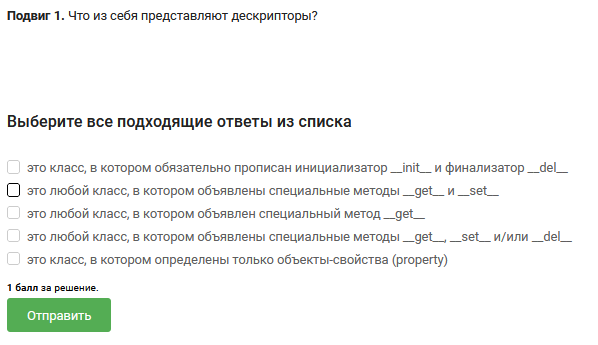 Подвиг 1. Что из себя представляют дескрипторы?
Выберите все подходящие ответы из списка
это класс, в котором обязательно прописан инициализатор __init__ и финализатор __del__
это любой класс, в котором объявлены специальные методы __get__ и __set__
это любой класс, в котором объявлен специальный метод __get__
это любой класс, в котором объявлены специальные методы __get__, __set__ и/или __del__
это класс, в котором определены только объекты-свойства (property)
1 балл за решение.
Отправить